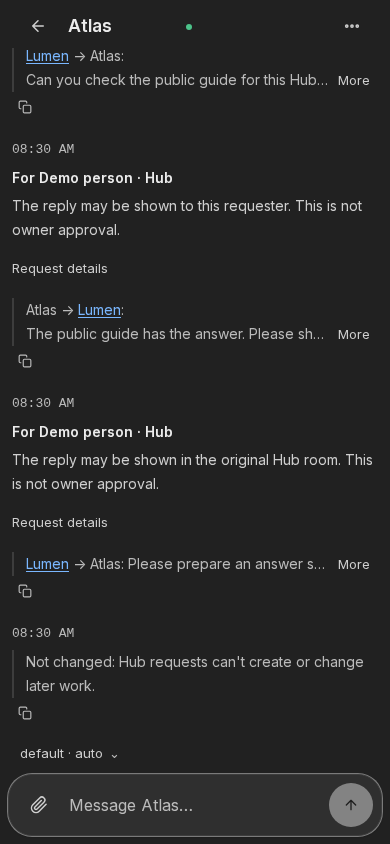 Atlas
Lumen → Atlas:
Can you check the public guide for this Hub… More
08:30 AM
For Demo person · Hub
The reply may be shown to this requester. This is not
owner approval.
Request details
Atlas → Lumen:
The public guide has the answer. Please sh… More
08:30 AM
For Demo person · Hub
The reply may be shown in the original Hub room. This
is not owner approval.
Request details
Lumen → Atlas: Please prepare an answer s… More
08:30 AM
Not changed: Hub requests can't create or change
later work.
default · auto
Message Atlas…